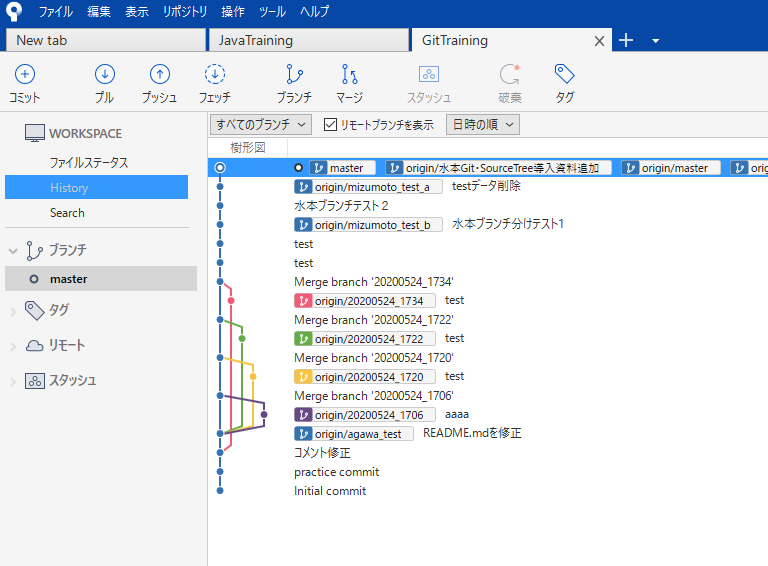 ファイル 編集 表示 リポジトリ 操作 ツール ヘルプ
New tab JavaTraining GitTraining
コミット プル プッシュ フェッチ ブランチ マージ スタッシュ 破棄 タグ
すべてのブランチ リモートブランチを表示 日時の順
WORKSPACE
ファイルステータス
History
Search
ブランチ
master
タグ
リモート
スタッシュ
樹形図
master origin/水本Git・SourceTree導入資料追加 origin/master
origin/mizumoto_test_a testデータ削除
水本ブランチテスト２
origin/mizumoto_test_b 水本ブランチ分けテスト1
test
test
Merge branch '20200524_1734'
origin/20200524_1734 test
Merge branch '20200524_1722'
origin/20200524_1722 test
Merge branch '20200524_1720'
origin/20200524_1720 test
Merge branch '20200524_1706'
origin/20200524_1706 aaaa
origin/agawa_test README.mdを修正
コメント修正
practice commit
Initial commit